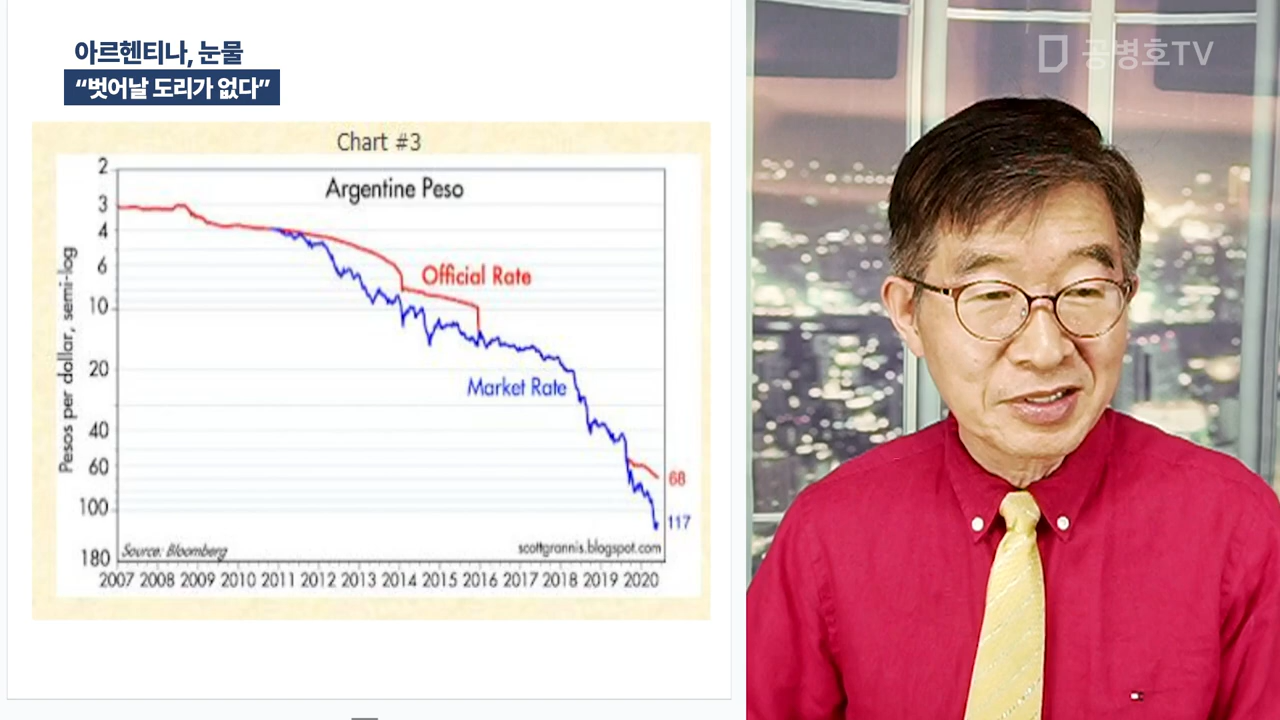 아르헨티나, 눈물
“벗어날 도리가 없다”
공병호TV
Chart #3
Argentine Peso
Pesos per dollar, semi-log
2
3
4
6
10
20
40
60
100
180
Official Rate
Market Rate
68
117
Source: Bloomberg
scottgrannis.blogspot.com
2007 2008 2009 2010 2011 2012 2013 2014 2015 2016 2017 2018 2019 2020